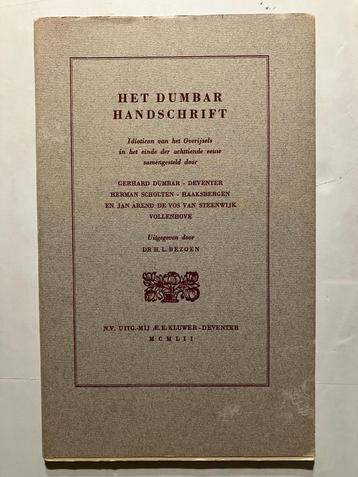 HET DUMBAR
HANDSCHRIFT
Idioticon van het Overijsels
in het einde der achttiende eeuw
samengesteld door
GERHARD DUMBAR - DEVENTER
HERMAN SCHOLTEN - HAAKSBERGEN
EN JAN AREND DE VOS VAN STEENWIJK
VOLLENHOVE
Uitgegeven door
DR H. L. BEZOEN
N.V. UITG.-MIJ Æ. E. KLUWER - DEVENTER
MCMLII